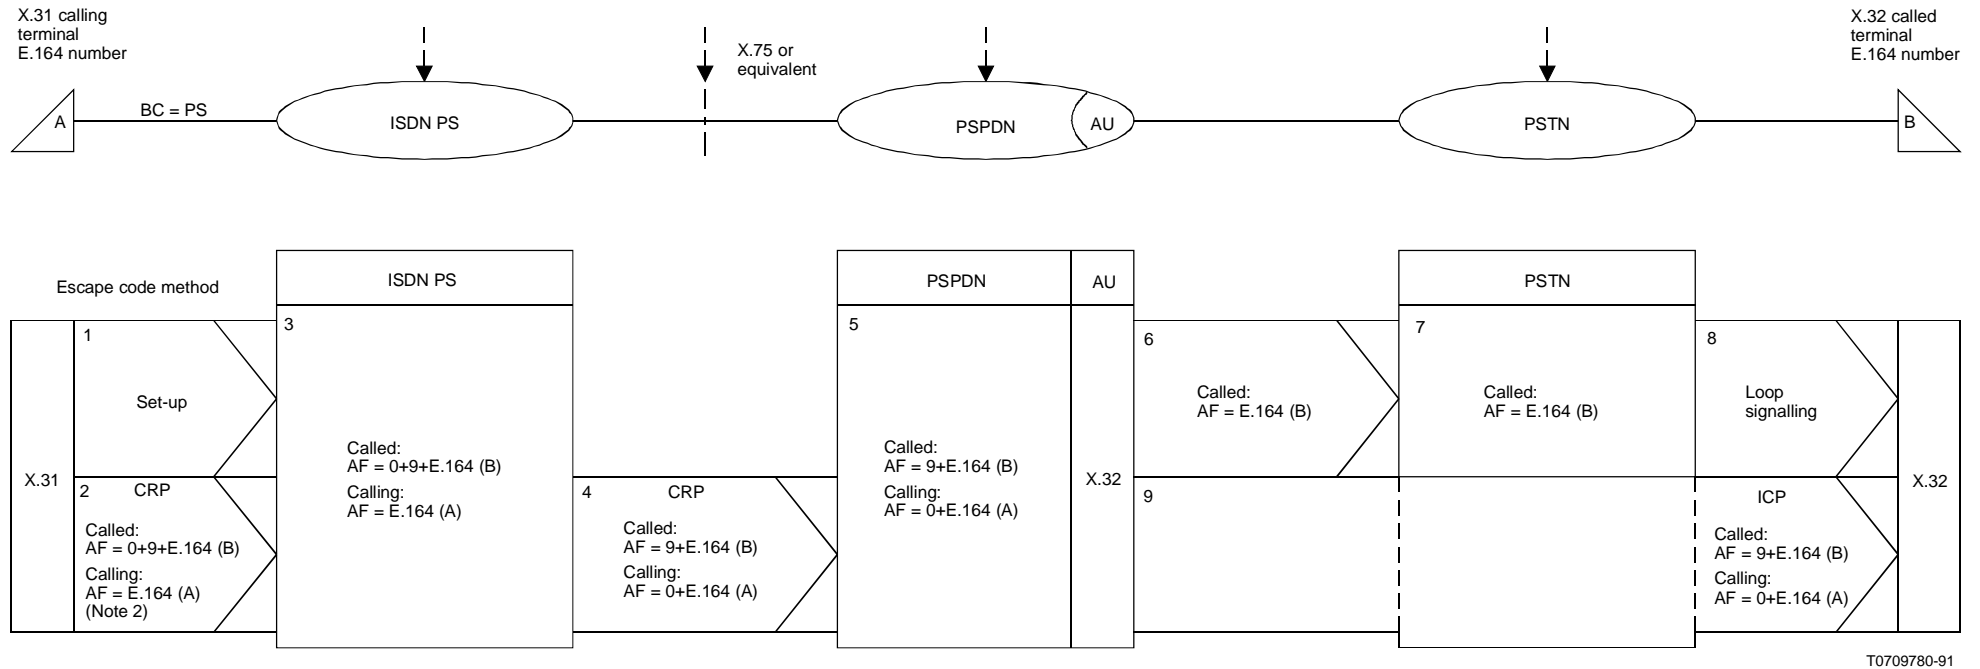 X.31 calling
terminal
E.164 number
X.75 or
equivalent
X.32 called
terminal
E.164 number
A
BC = PS
ISDN PS
PSPDN
AU
PSTN
B
Escape code method
ISDN PS
PSPDN
AU
PSTN
X.31
1
Set-up
2
CRP
Called:
AF = 0+9+E.164 (B)
Calling:
AF = E.164 (A)
(Note 2)
3
Called:
AF = 0+9+E.164 (B)
Calling:
AF = E.164 (A)
4
CRP
Called:
AF = 9+E.164 (B)
Calling:
AF = 0+E.164 (A)
5
Called:
AF = 9+E.164 (B)
Calling:
AF = 0+E.164 (A)
X.32
6
Called:
AF = E.164 (B)
7
Called:
AF = E.164 (B)
8
Loop
signalling
9
ICP
Called:
AF = 9+E.164 (B)
Calling:
AF = 0+E.164 (A)
X.32
T0709780-91